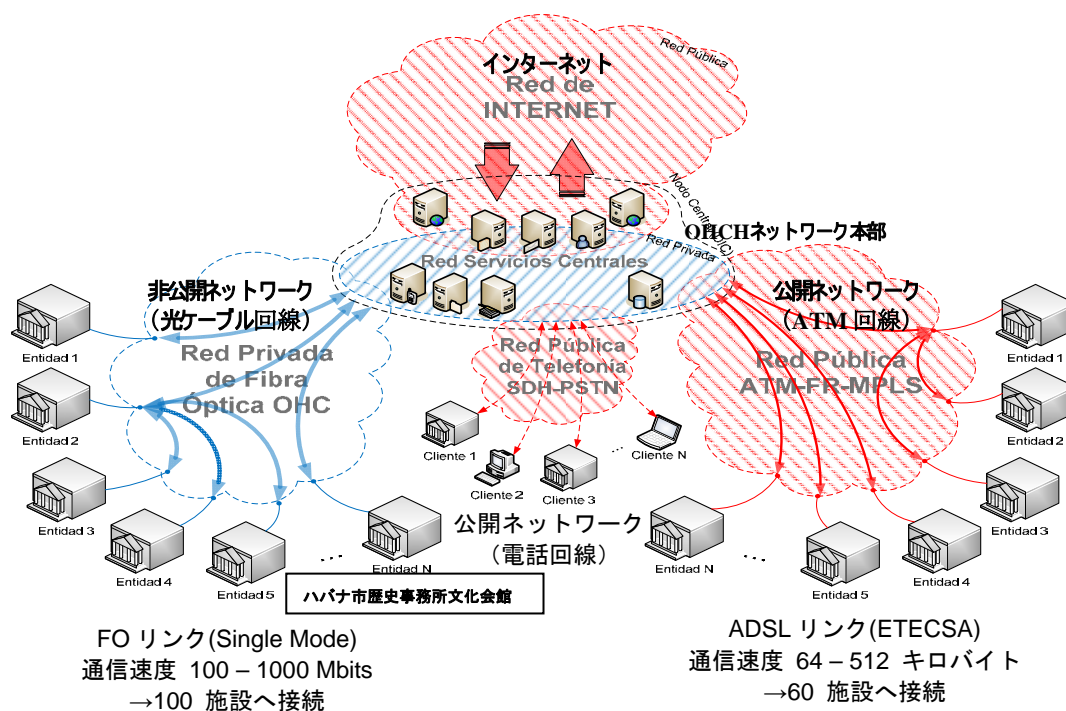 Red Pública
インターネット
Red de
INTERNET
OHCHネットワーク本部
Red Privada
Red Servicios Centrales
非公開ネットワーク
（光ケーブル回線）
公開ネットワーク
（ATM 回線）
Entidad 1
Red Privada
de Fibra
Óptica OHC
Red Pública
de Telefonía
SDH-PSTN
Red Pública
ATM-FR-MPLS
Entidad 1
Entidad 2
Cliente 1
...
Cliente N
Entidad 2
Entidad 3
Cliente 2
Cliente 3
Entidad 3
公開ネットワーク
（電話回線）
Entidad 4
Entidad 5
...
Entidad N
Entidad N
...
Entidad 5
Entidad 4
ハバナ市歴史事務所文化会館
FO リンク(Single Mode)
通信速度 100 – 1000 Mbits
→100 施設へ接続
ADSL リンク(ETECSA)
通信速度 64 – 512 キロバイト
→60 施設へ接続